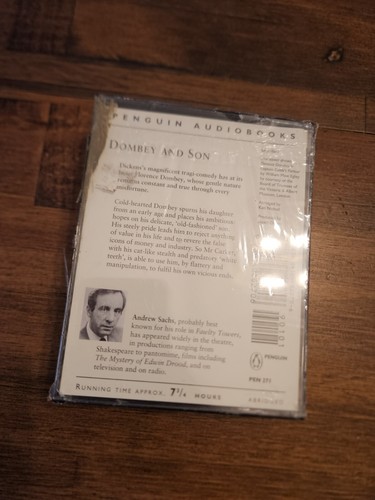 PENGUIN AUDIOBOOKS
DOMBEY AND SON
Dickens's magnificent tragi-comedy has at its
heroine Florence Dombey, whose gentle nature
remains constant and true through every
misfortune.
Cold-hearted Dombey spurns his daughter
from an early age and places his ambitious
hopes on his delicate, 'old-fashioned' son.
His steely pride leads him to reject anything
of value in his life and to revere the false
icons of money and industry. So Mr Carker,
with his cat-like stealth and predatory 'white
teeth', is able to use him, by flattery and
manipulation, to fulfil his own vicious ends.
Andrew Sachs, probably best
known for his role in Fawlty Towers,
has appeared widely in the theatre,
in productions ranging from
Shakespeare to pantomime, films including
The Mystery of Edwin Drood, and on
television and on radio.
PENGUIN
PEN 271
RUNNING TIME APPROX. 7 3/4 HOURS
ABRIDGED